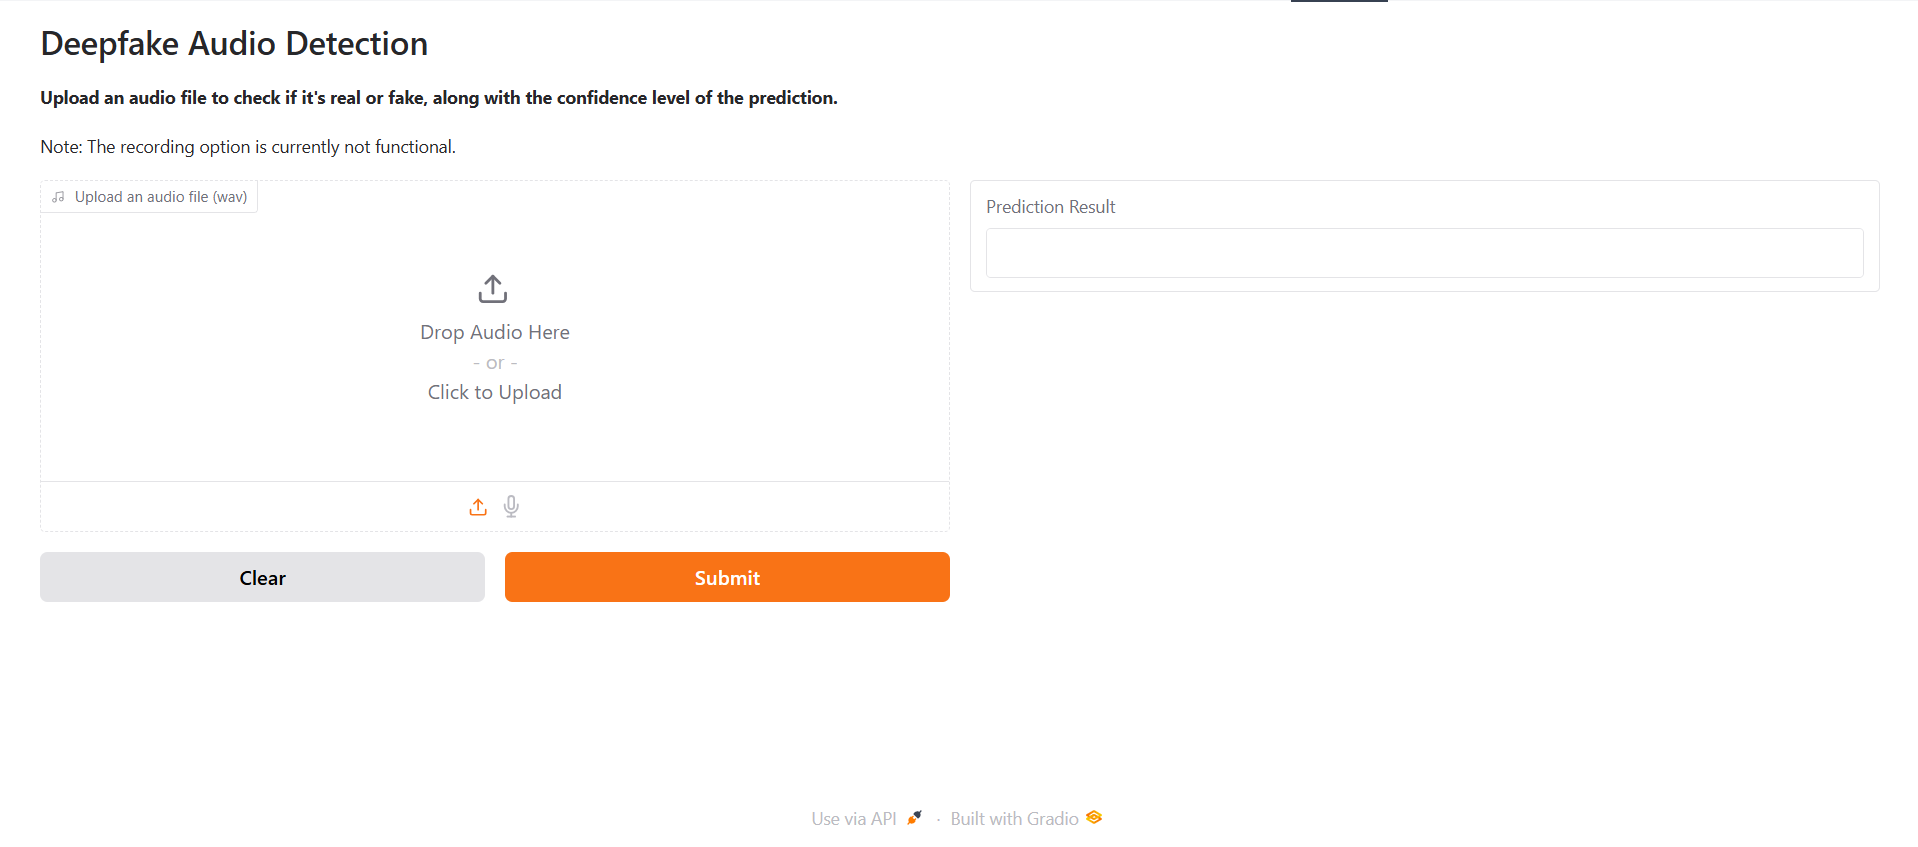 Deepfake Audio Detection
Upload an audio file to check if it's real or fake, along with the confidence level of the prediction.
Note: The recording option is currently not functional.
Upload an audio file (wav)
Drop Audio Here
- or -
Click to Upload
Clear
Submit
Prediction Result
Use via API · Built with Gradio